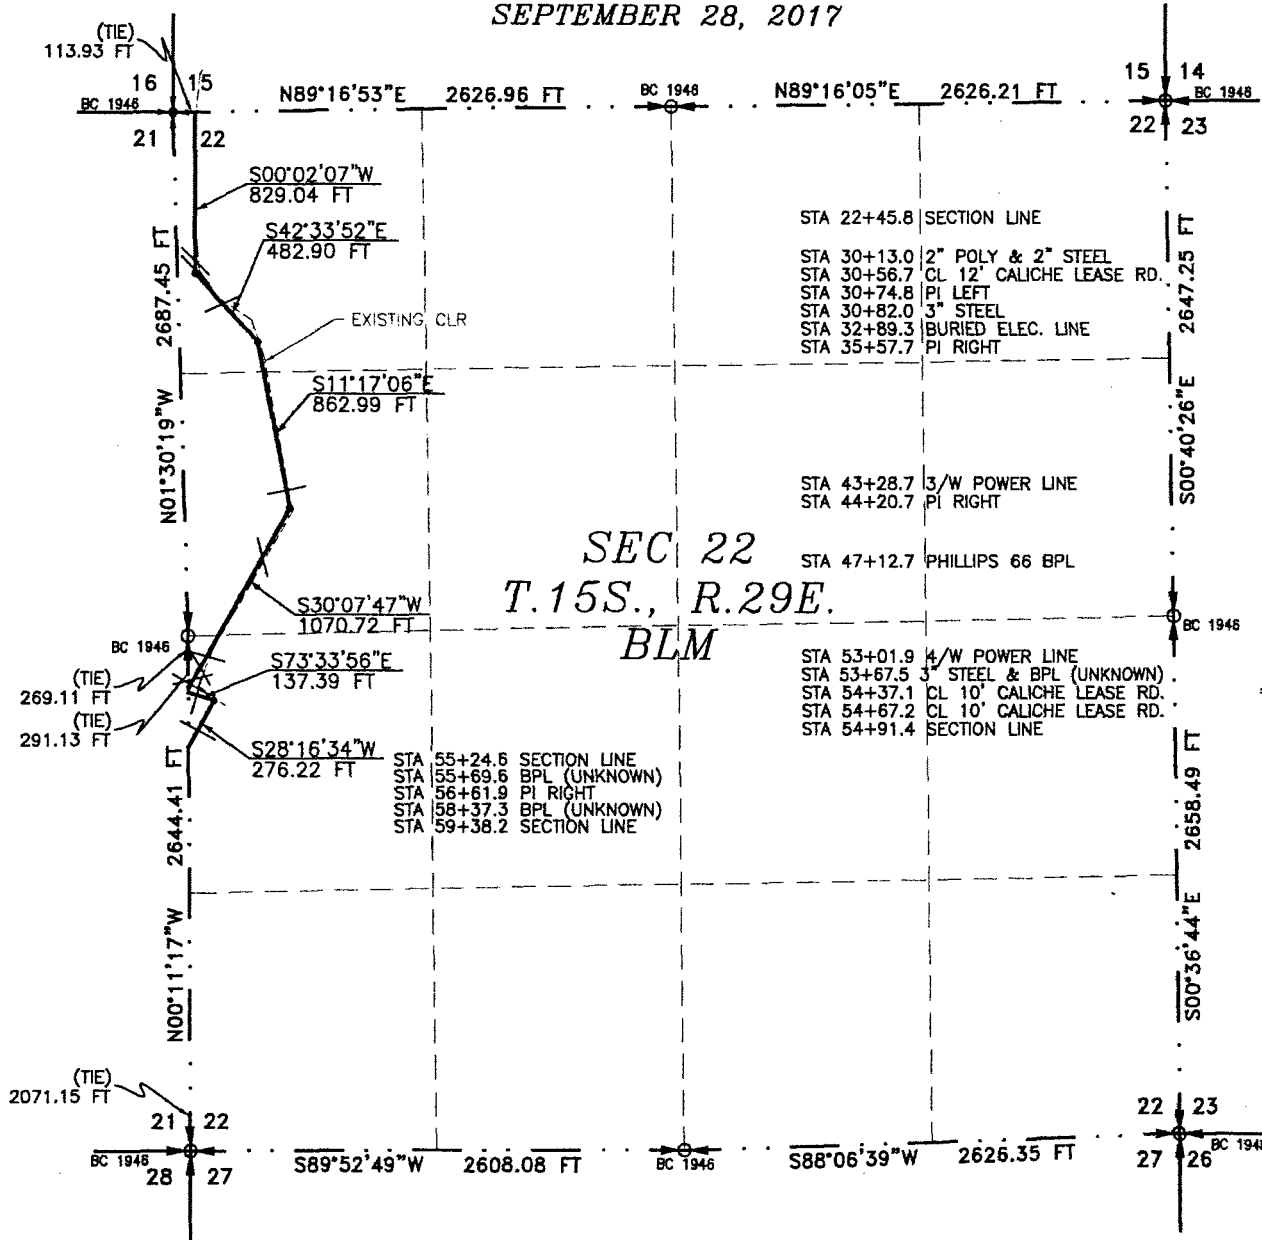 SEPTEMBER 28, 2017
(TIE)
113.93 FT
16 15
BC 1946
21 22
N89°16'53"E 2626.96 FT
BC 1946
N89°16'05"E 2626.21 FT
15 14
BC 1946
22 23
S00°02'07"W
829.04 FT
S42°33'52"E
482.90 FT
2687.45 FT
N01°30'19"W
EXISTING CLR
S11°17'06"E
862.99 FT
STA 22+45.8 SECTION LINE
STA 30+13.0 2" POLY & 2" STEEL
STA 30+56.7 CL 12' CALICHE LEASE RD.
STA 30+74.8 PI LEFT
STA 30+82.0 3" STEEL
STA 32+89.3 BURIED ELEC. LINE
STA 35+57.7 PI RIGHT
2647.25 FT
S00°40'26"E
STA 43+28.7 3/W POWER LINE
STA 44+20.7 PI RIGHT
STA 47+12.7 PHILLIPS 66 BPL
SEC 22
T.15S., R.29E.
BLM
S30°07'47"W
1070.72 FT
BC 1946
BC 1946
S73°33'56"E
137.39 FT
(TIE)
269.11 FT
(TIE)
291.13 FT
STA 53+01.9 4/W POWER LINE
STA 53+67.5 3" STEEL & BPL (UNKNOWN)
STA 54+37.1 CL 10' CALICHE LEASE RD.
STA 54+67.2 CL 10' CALICHE LEASE RD.
STA 54+91.4 SECTION LINE
S28°16'34"W
276.22 FT
STA 55+24.6 SECTION LINE
STA 55+69.6 BPL (UNKNOWN)
STA 56+61.9 PI RIGHT
STA 58+37.3 BPL (UNKNOWN)
STA 59+38.2 SECTION LINE
2644.41 FT
N00°11'17"W
2658.49 FT
S00°36'44"E
(TIE)
2071.15 FT
21 22
BC 1946
28 27
S89°52'49"W 2608.08 FT
BC 1946
S88°06'39"W 2626.35 FT
22 23
BC 1946
27 26